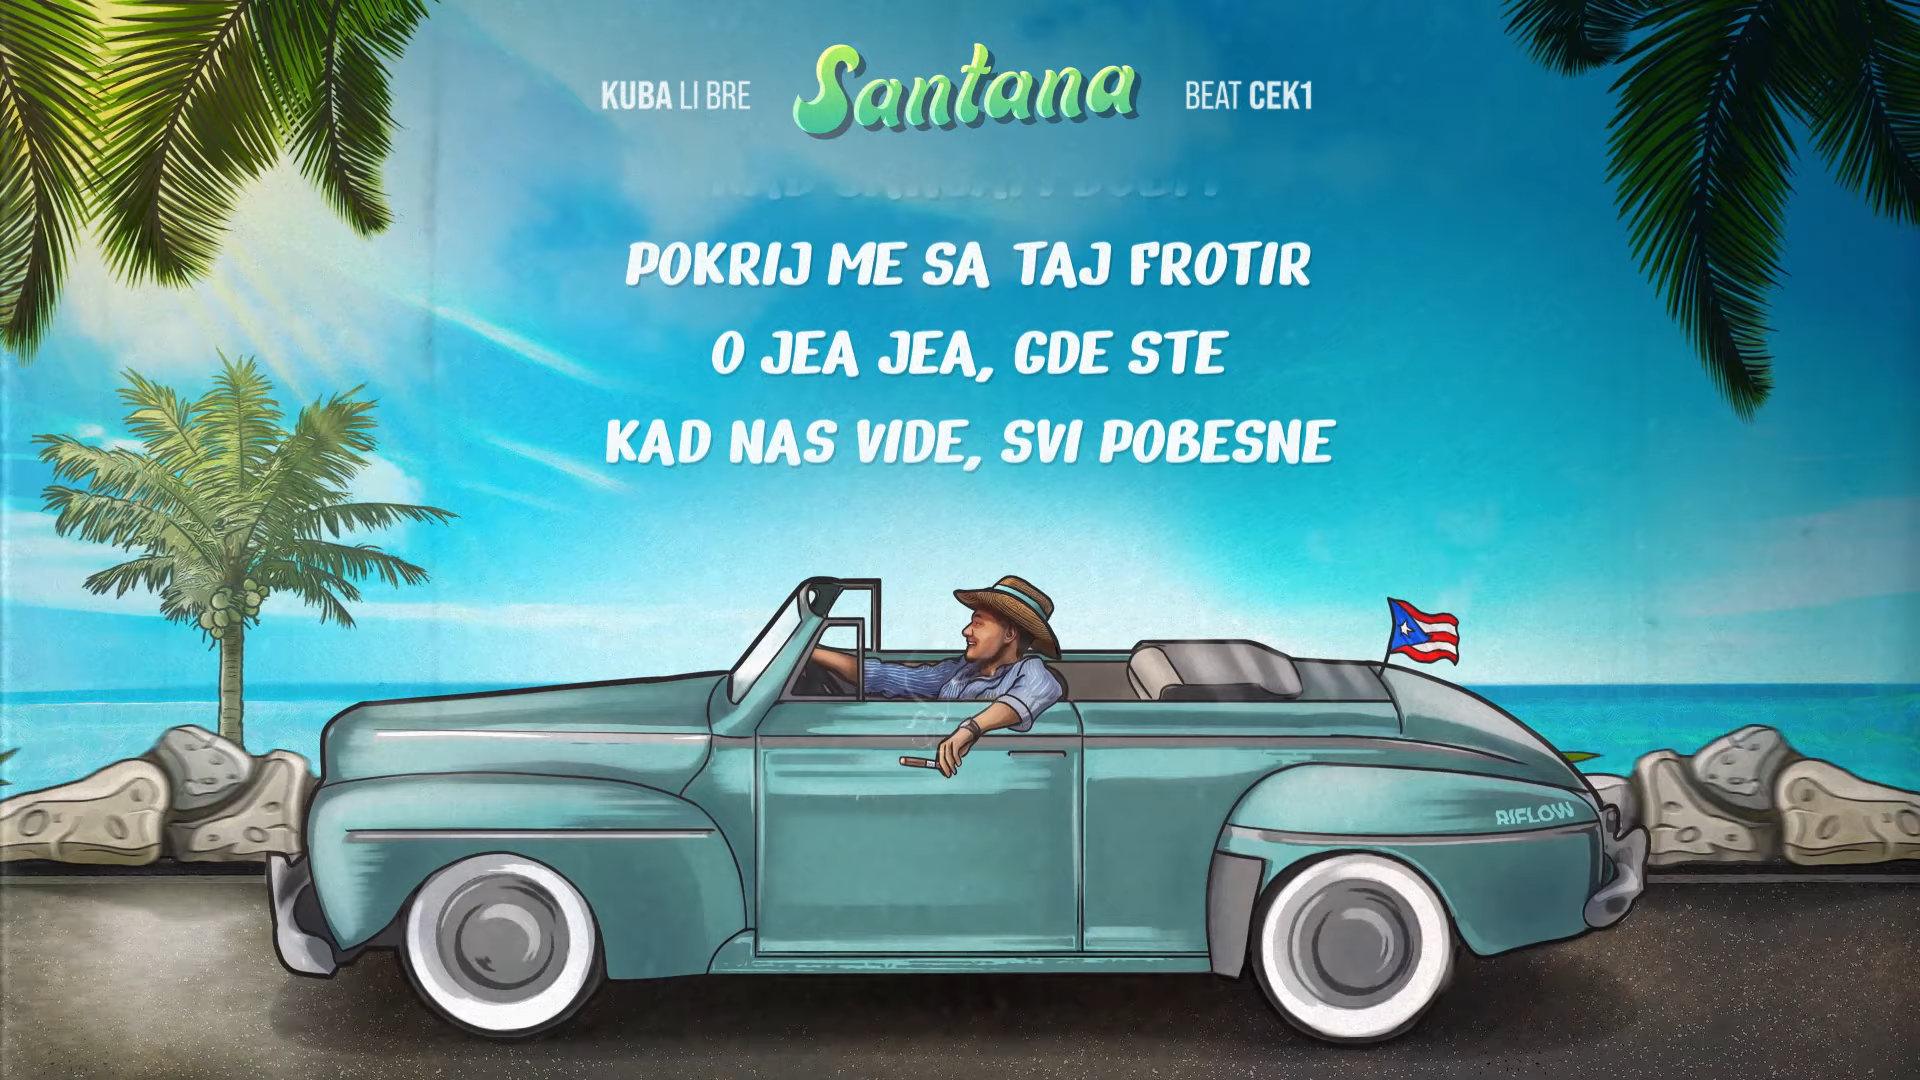 KUBA LI BRE Santana BEAT CEK1
POKRIJ ME SA TAJ FROTIR
O JEA JEA, GDE STE
KAD NAS VIDE, SVI POBESNE
RIFLOW